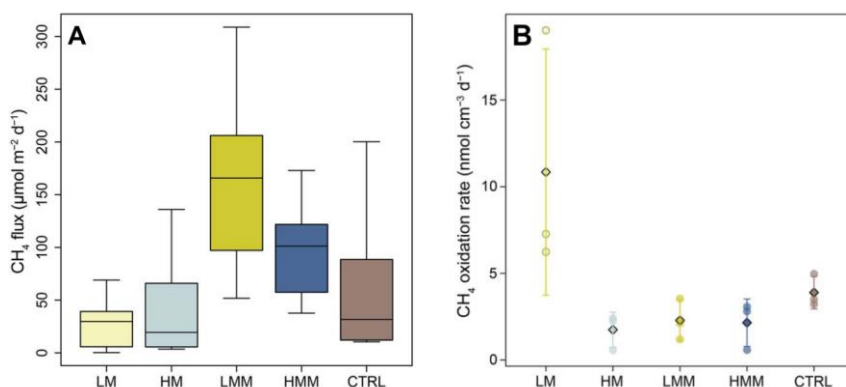 A
CH₄ flux (µmol m⁻² d⁻¹)
300
250
200
150
100
50
0
LM HM LMM HMM CTRL
B
CH₄ oxidation rate (nmol cm⁻³ d⁻¹)
15
10
5
0
LM HM LMM HMM CTRL